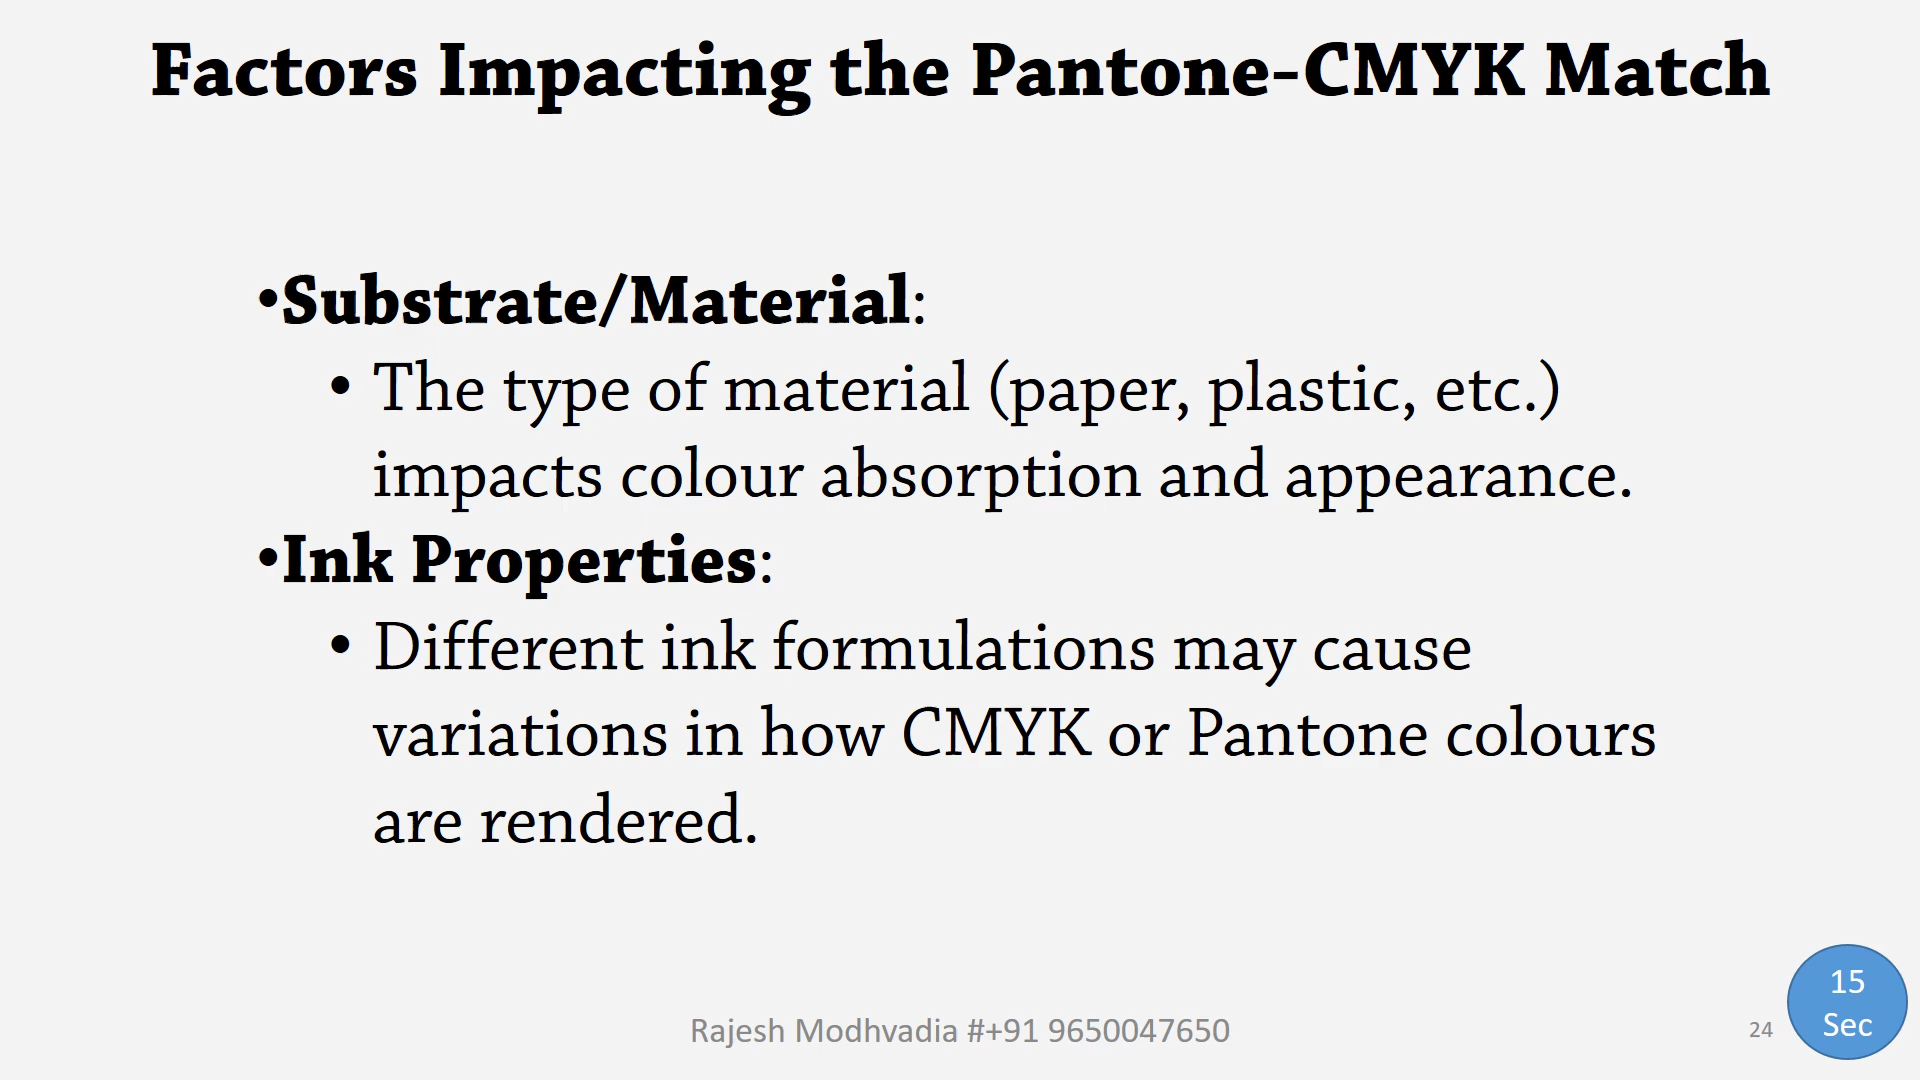 Factors Impacting the Pantone-CMYK Match
•Substrate/Material:
• The type of material (paper, plastic, etc.)
impacts colour absorption and appearance.
•Ink Properties:
• Different ink formulations may cause
variations in how CMYK or Pantone colours
are rendered.
Rajesh Modhvadia #+91 9650047650
24
15
Sec